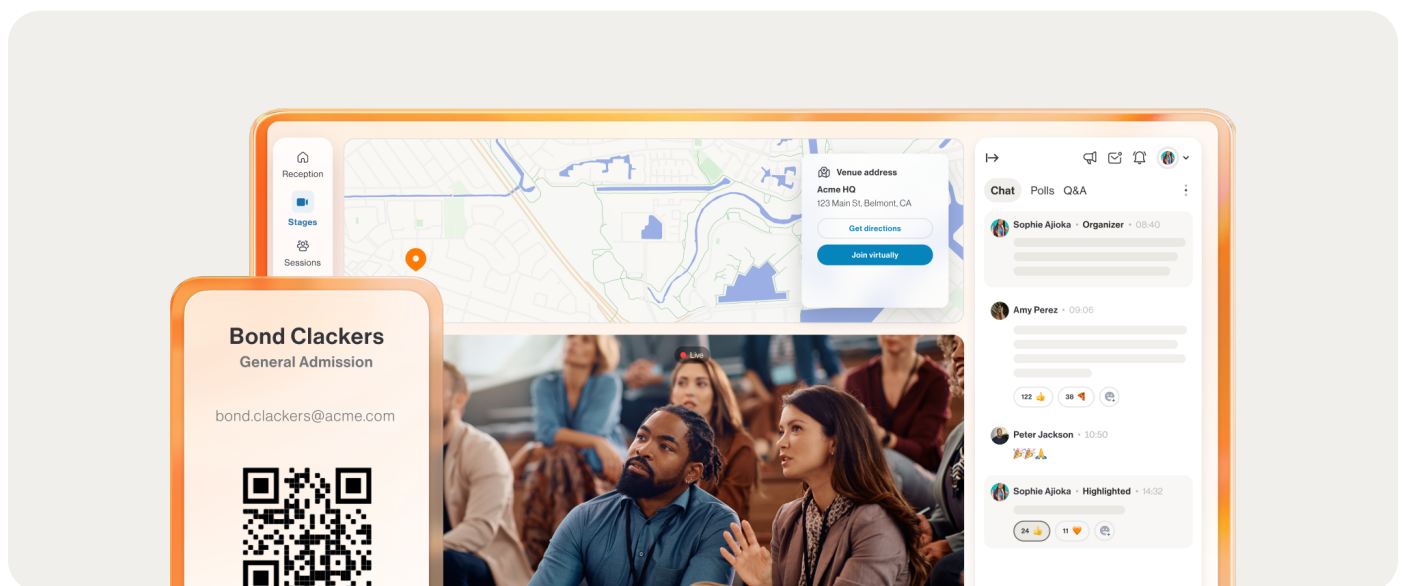 Reception
Stages
Sessions
Venue address
Acme HQ
123 Main St, Belmont, CA
Get directions
Join virtually
Bond Clackers
General Admission
bond.clackers@acme.com
Live
Chat Polls Q&A
Sophie Ajioka • Organizer • 08:40
Amy Perez • 09:06
122 👍 38 🍕
Peter Jackson • 10:50
🎉🎉🙏
Sophie Ajioka • Highlighted • 14:32
24 👍 11 🧡